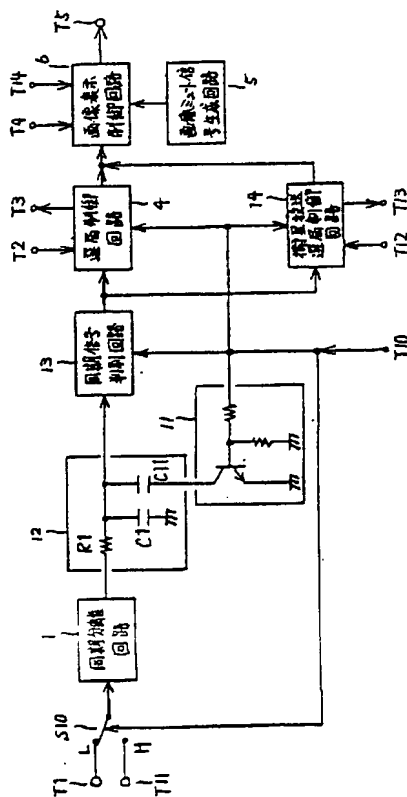 T1
T11
S10
L
H
1
同期分離
回路
12
R1
C1
C11
11
13
同期信号
判別回路
T10
T2
T3
選局制御
回路
4
14
衛星放送
選局制御
回路
T12
T13
T4
T14
6
画像表示
制御回路
T5
画像ミュート信
号生成回路
5